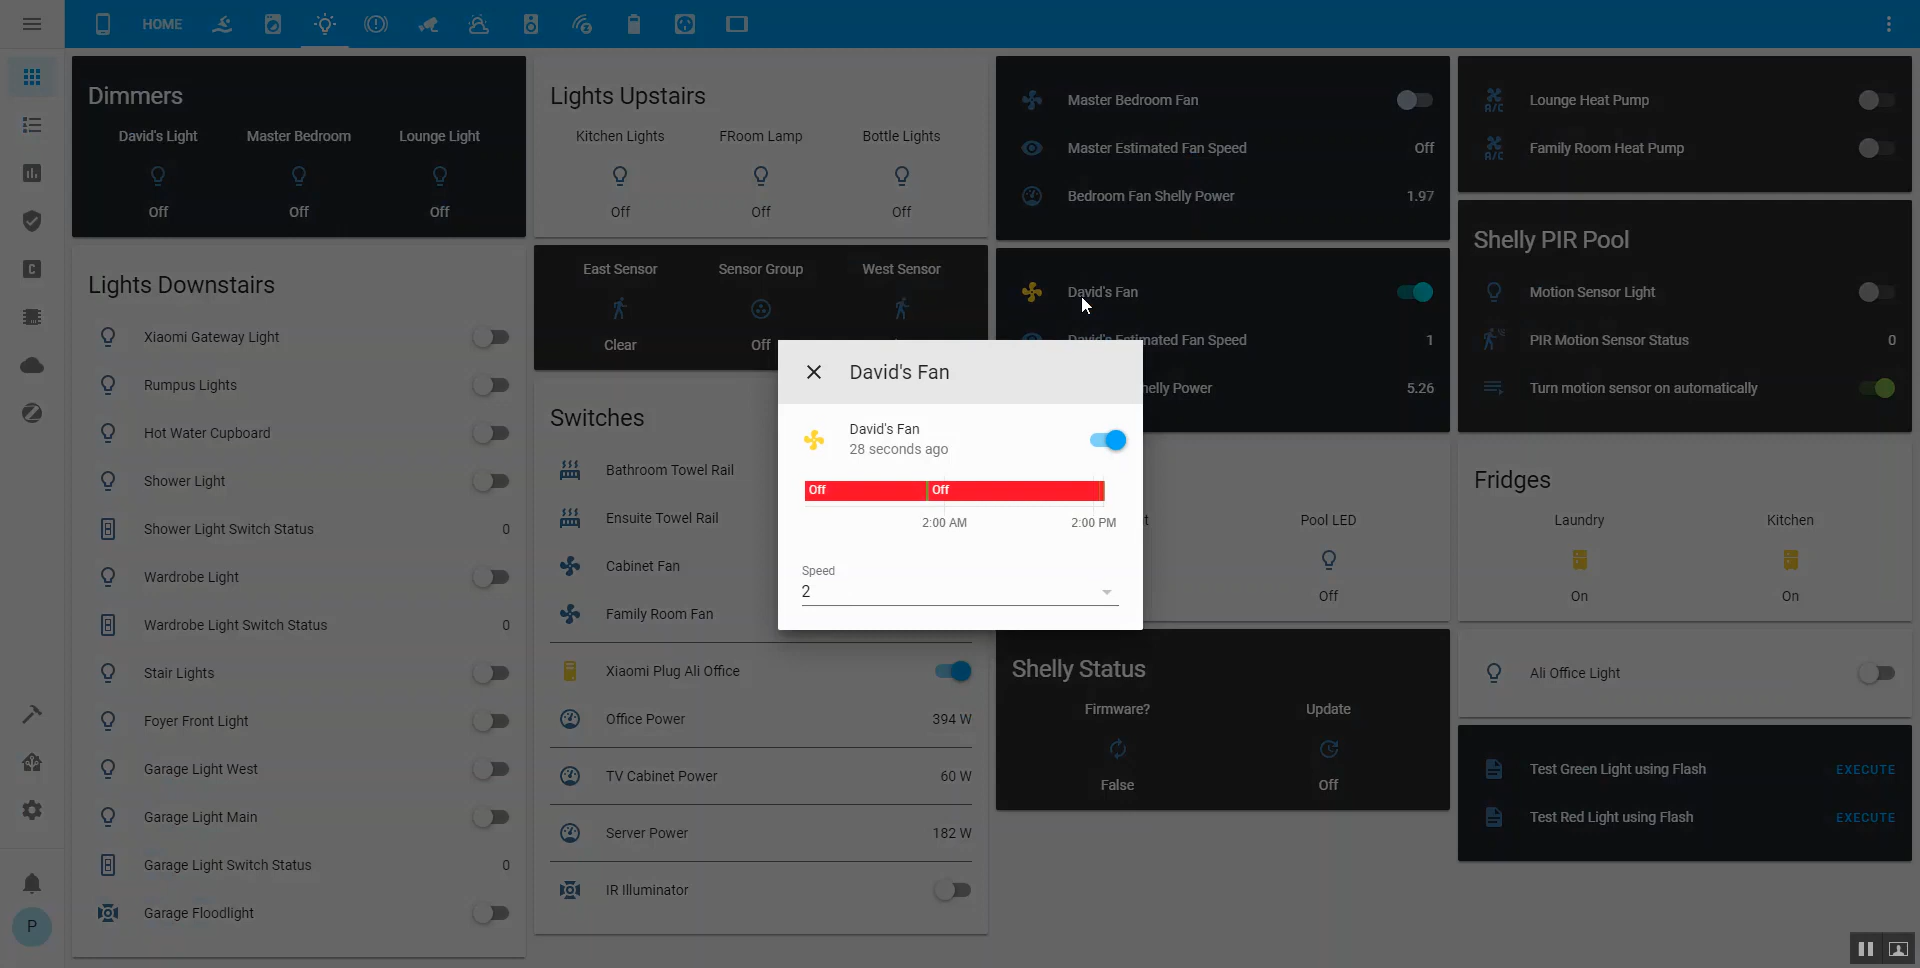 HOME
Dimmers
David's Light Master Bedroom Lounge Light
Off Off Off
Lights Downstairs
Xiaomi Gateway Light
Rumpus Lights
Hot Water Cupboard
Shower Light
Shower Light Switch Status 0
Wardrobe Light
Wardrobe Light Switch Status 0
Stair Lights
Foyer Front Light
Garage Light West
Garage Light Main
Garage Light Switch Status 0
Garage Floodlight
P
Lights Upstairs
Kitchen Lights FRoom Lamp Bottle Lights
Off Off Off
East Sensor Sensor Group West Sensor
Clear Off
Switches
Bathroom Towel Rail
Ensuite Towel Rail
Cabinet Fan
Family Room Fan
Xiaomi Plug Ali Office
Office Power 394 W
TV Cabinet Power 60 W
Server Power 182 W
IR Illuminator
David's Fan
David's Fan
28 seconds ago
Off Off
2:00 AM 2:00 PM
Speed
2
Master Bedroom Fan
Master Estimated Fan Speed Off
Bedroom Fan Shelly Power 1.97
David's Fan
David's Estimated Fan Speed 1
helly Power 5.26
Pool LED
Off
Shelly Status
Firmware? Update
False Off
A/C Lounge Heat Pump
A/C Family Room Heat Pump
Shelly PIR Pool
Motion Sensor Light
PIR Motion Sensor Status 0
Turn motion sensor on automatically
Fridges
Laundry Kitchen
On On
Ali Office Light
Test Green Light using Flash EXECUTE
Test Red Light using Flash EXECUTE